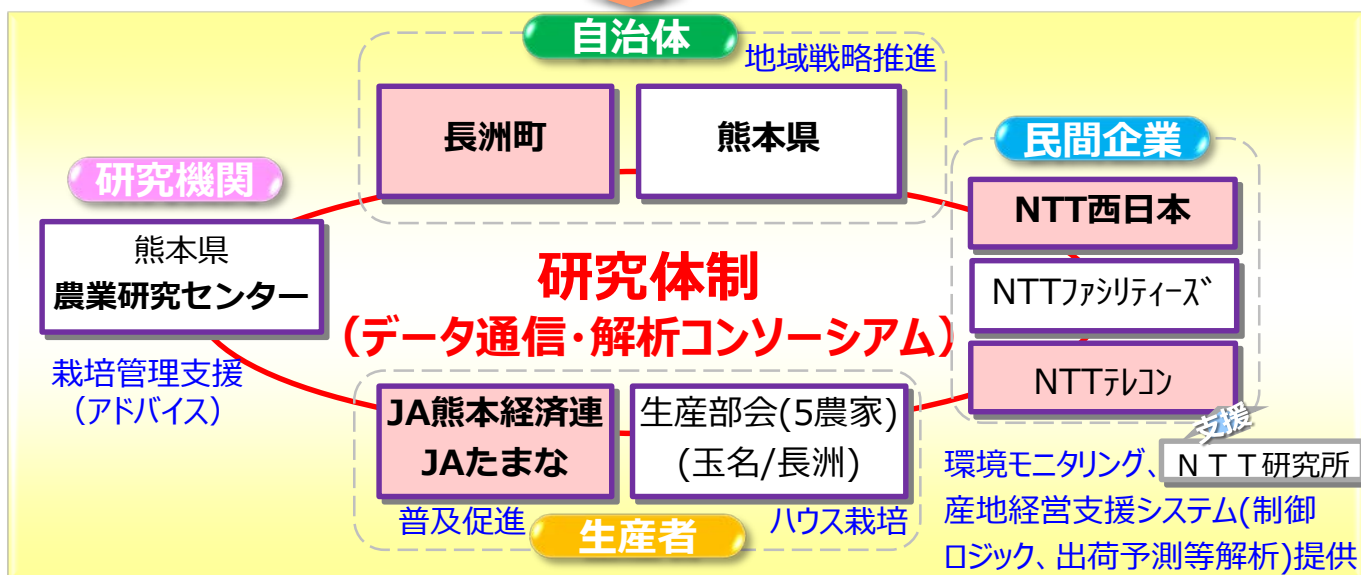 自治体
地域戦略推進
長洲町
熊本県
民間企業
研究機関
NTT西日本
熊本県
農業研究センター
NTTﾌｧｼﾘﾃｨｰｽﾞ
研究体制
(データ通信・解析コンソーシアム)
NTTﾃﾚｺﾝ
栽培管理支援
(アドバイス)
JA熊本経済連
JAたまな
生産部会(5農家)
(玉名/長洲)
支援
ＮＴＴ研究所
普及促進
ハウス栽培
生産者
環境モニタリング、
産地経営支援システム(制御
ロジック、出荷予測等解析)提供